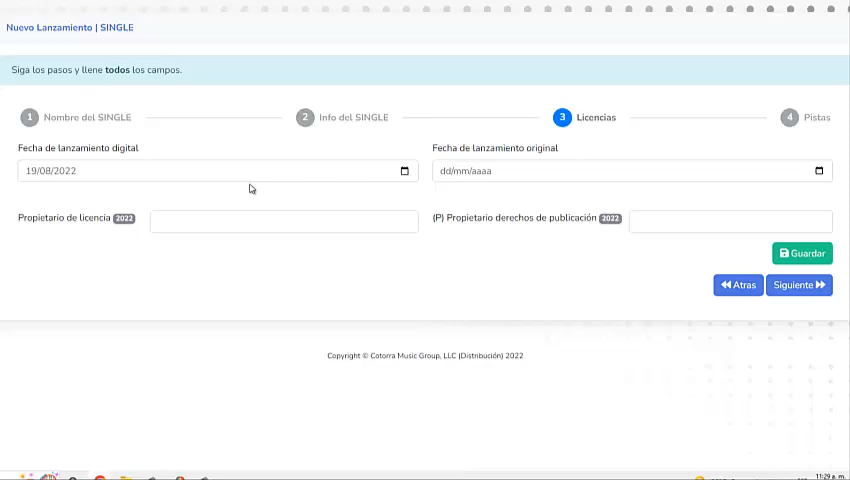 Nuevo Lanzamiento | SINGLE
Siga los pasos y llene todos los campos.
1 Nombre del SINGLE 2 Info del SINGLE 3 Licencias 4 Pistas
Fecha de lanzamiento digital Fecha de lanzamiento original
19/08/2022 dd/mm/aaaa
Propietario de licencia 2022 (P) Propietario derechos de publicación 2022
Guardar
Atras Siguiente
Copyright © Cotorra Music Group, LLC (Distribución) 2022
11:29 a. m.